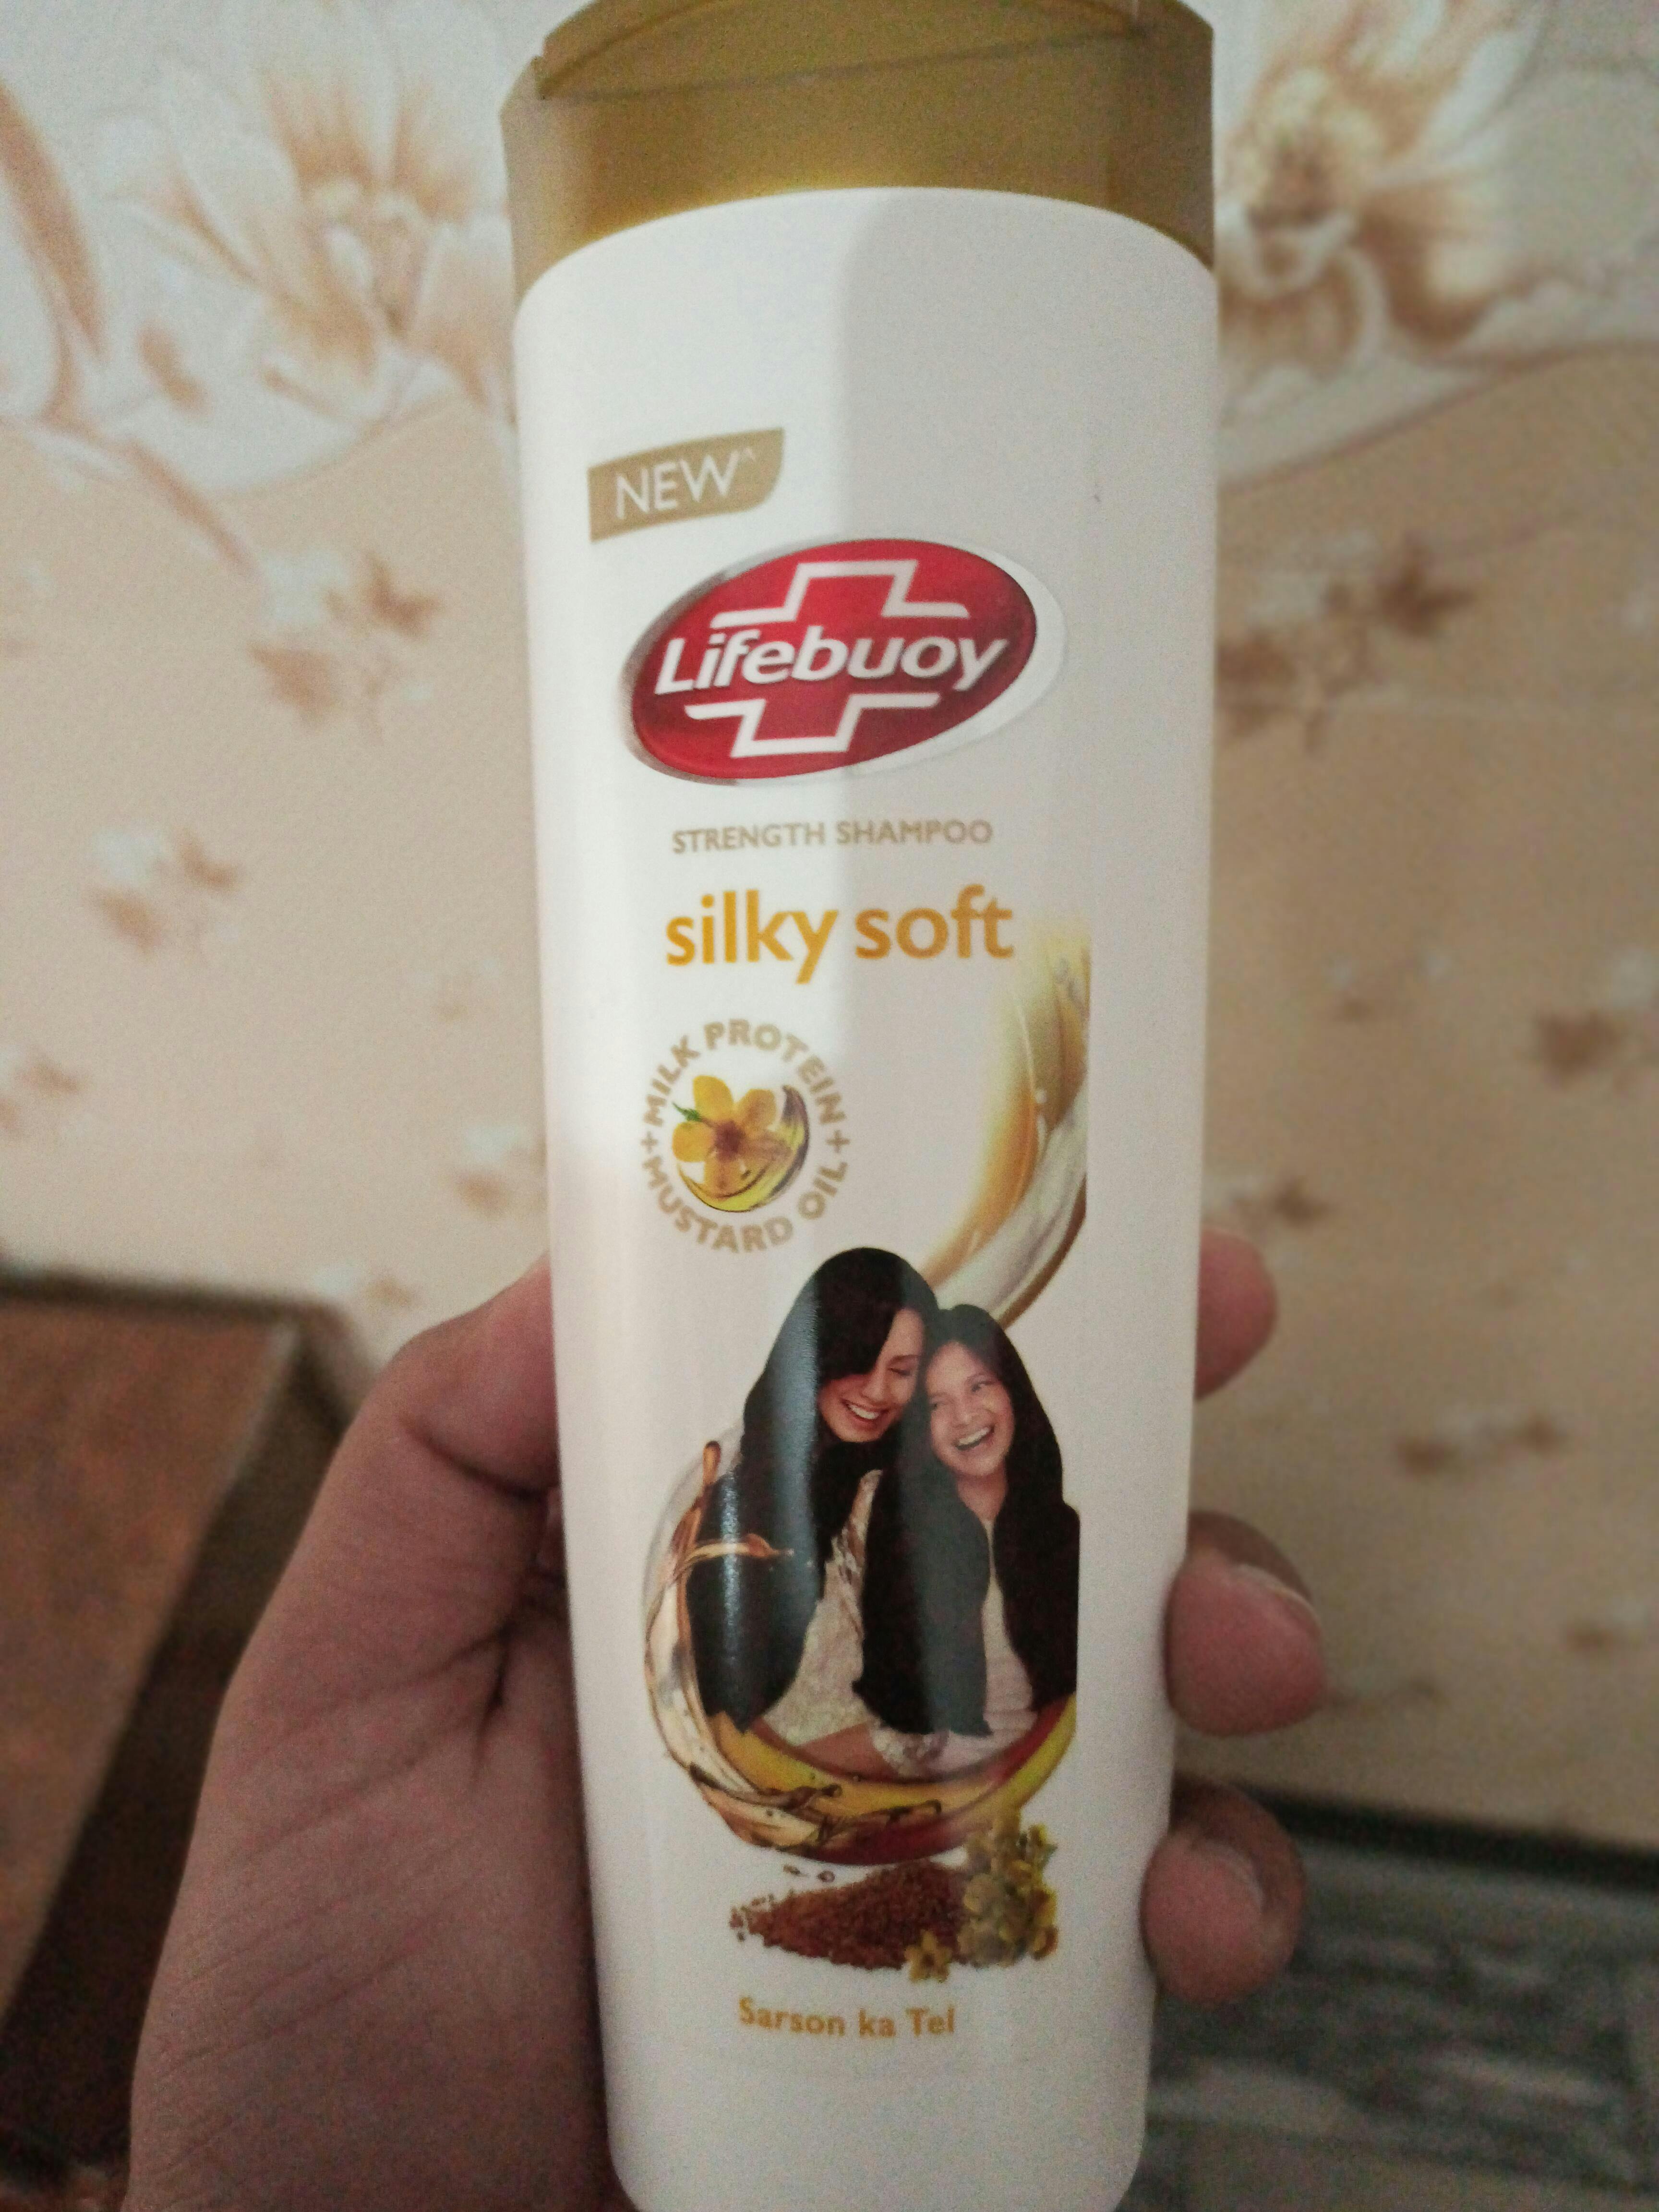 NEW^
Lifebuoy
STRENGTH SHAMPOO
silky soft
+MILK PROTEIN+
MUSTARD OIL
Sarson ka Tel